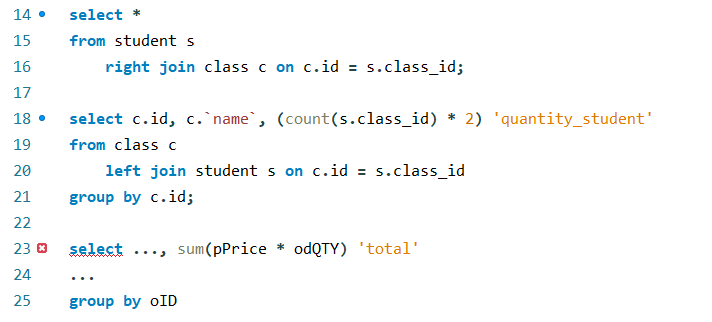 14 select *
15 from student s
16 right join class c on c.id = s.class_id;
17
18 select c.id, c.`name`, (count(s.class_id) * 2) 'quantity_student'
19 from class c
20 left join student s on c.id = s.class_id
21 group by c.id;
22
23 select ..., sum(pPrice * odQTY) 'total'
24 ...
25 group by oID